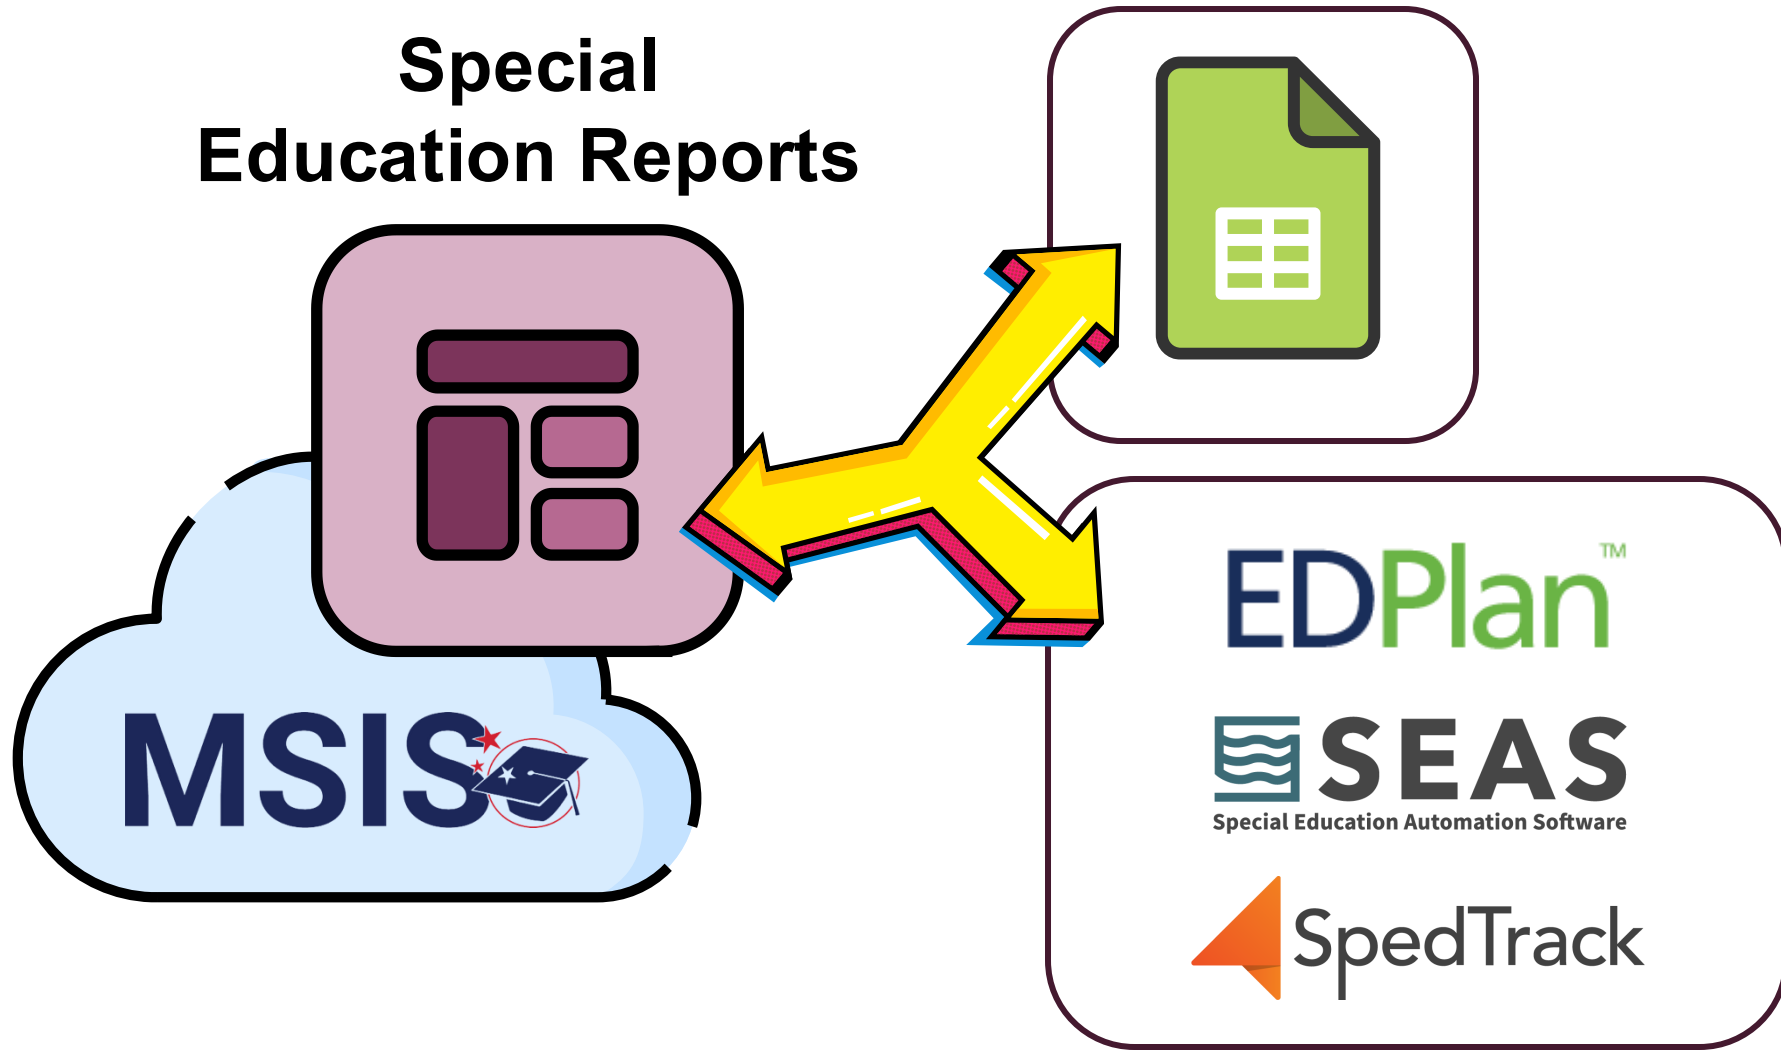 Special
Education Reports
MSIS
EDPlan™
SEAS
Special Education Automation Software
SpedTrack